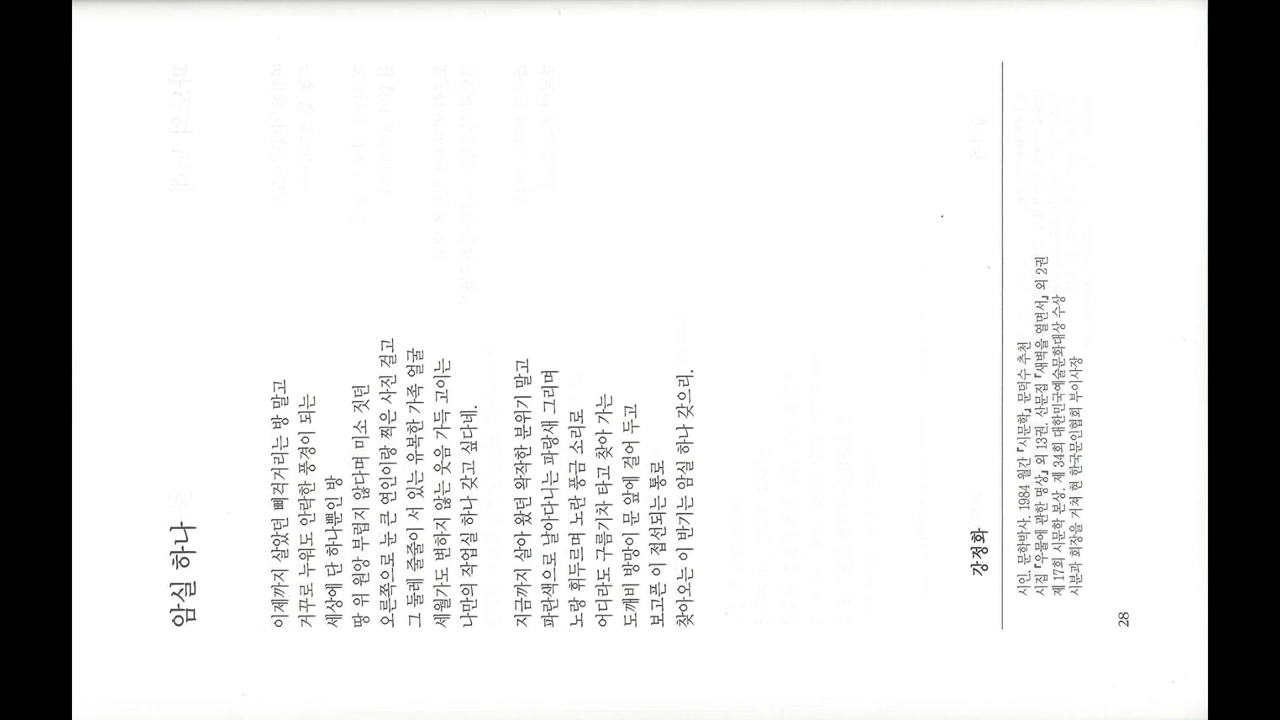 암실 하나
이제까지 살았던 삐걱거리는 방 말고
거꾸로 누워도 안락한 풍경이 되는
세상에 단 하나뿐인 방
땅 위 원앙 부럽지 않다며 미소 짓던
오른쪽으로 눈 큰 연인이랑 찍은 사진 걸고
그 둘레 줄줄이 서 있는 유복한 가족 얼굴
세월가도 변하지 않는 웃음 가득 고이는
나만의 작업실 하나 갖고 싶다네.
지금까지 살아 왔던 왁작한 분위기 말고
파란색으로 날아다니는 파랑새 그리며
노랑 휘두르며 노란 풍금 소리로
어디라도 구름기차 타고 찾아 가는
도깨비 방망이 문 앞에 걸어 두고
보고픈 이 접선되는 통로
찾아오는 이 반기는 암실 하나 갖으리.
강정화
시인. 문학박사. 1984 월간 『시문학』 문덕수 추천
시집 『우물에 관한 명상』 외 13권. 산문집 『새벽을 열면서』 외 2권
제 17회 시문학 본상. 제 34회 대한민국예술문화대상 수상
시분과 회장을 거쳐 현 한국문인협회 부이사장
28